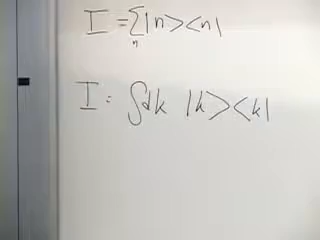 I = Σ |n><n|
n
I: ∫dk |k><k|